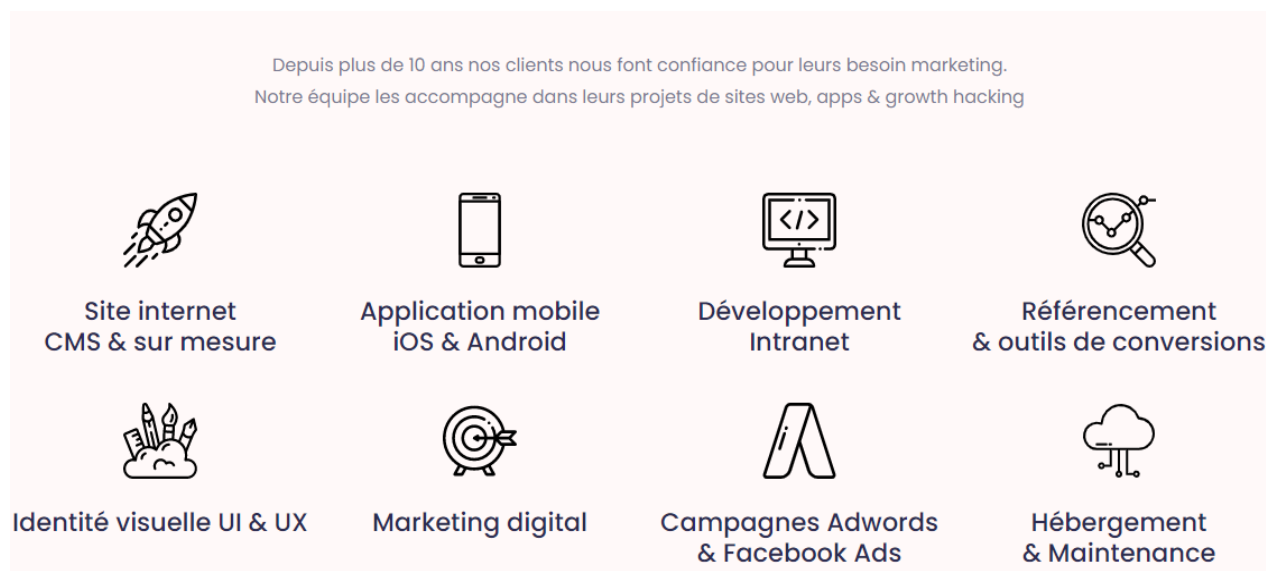 Depuis plus de 10 ans nos clients nous font confiance pour leurs besoin marketing.
Notre équipe les accompagne dans leurs projets de sites web, apps & growth hacking
Site internet
CMS & sur mesure
Application mobile
iOS & Android
Développement
Intranet
Référencement
& outils de conversions
Identité visuelle UI & UX
Marketing digital
Campagnes Adwords
& Facebook Ads
Hébergement
& Maintenance